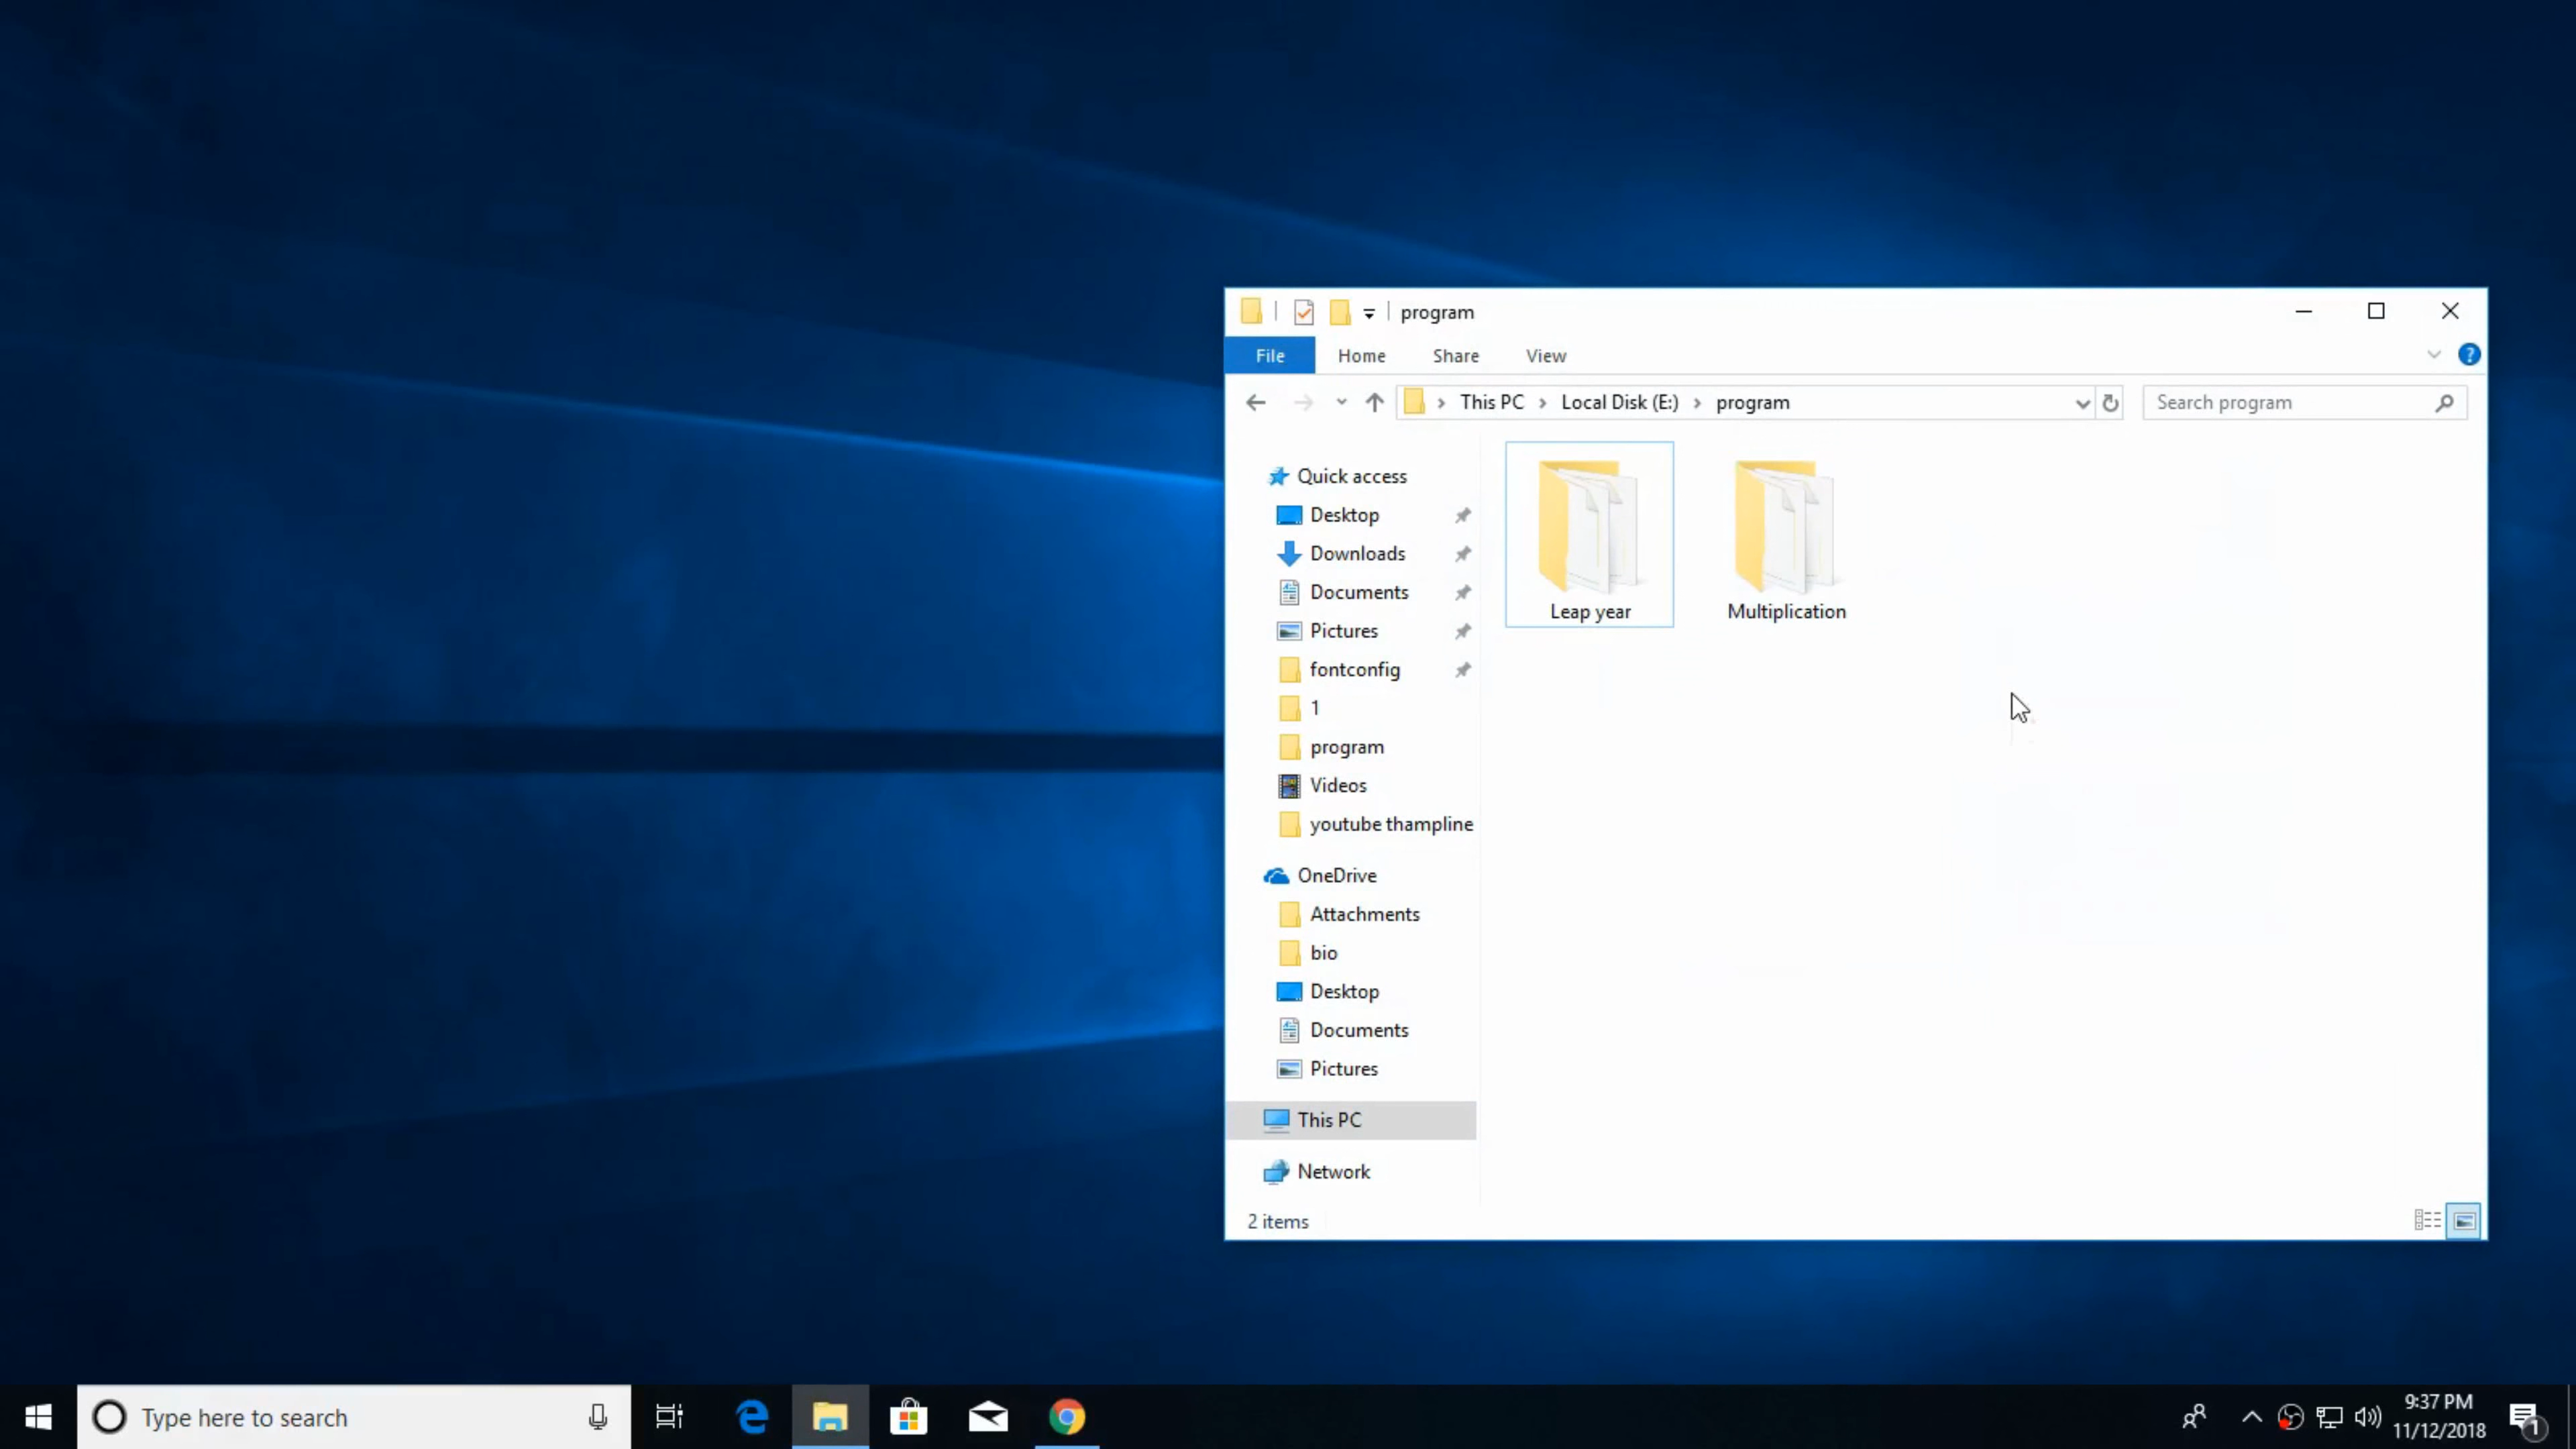 program
File Home Share View
This PC Local Disk (E:) program
Search program
Quick access
Desktop
Downloads
Documents
Pictures
fontconfig
1
program
Videos
youtube thampline
OneDrive
Attachments
bio
Desktop
Documents
Pictures
This PC
Network
Leap year
Multiplication
2 items
Type here to search
9:37 PM
11/12/2018
1